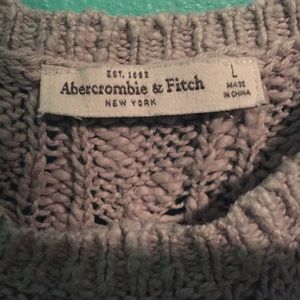 EST. 1892
Abercrombie & Fitch
NEW YORK
L
MADE
IN CHINA